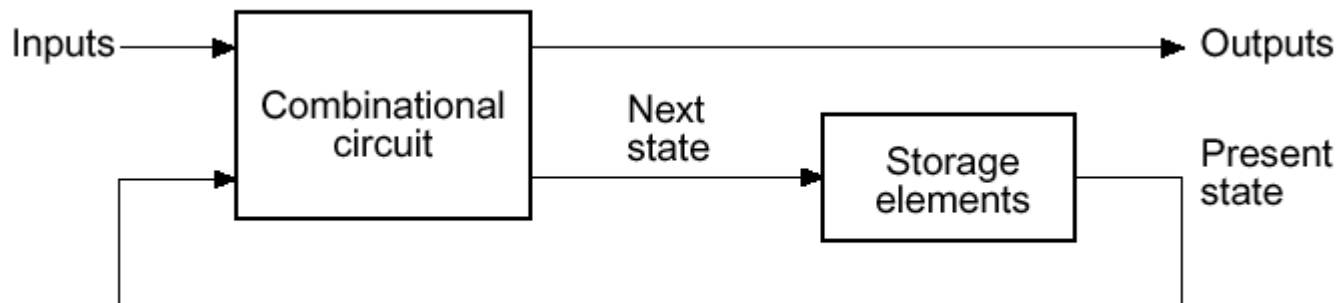 Inputs
Combinational
circuit
Next
state
Storage
elements
Outputs
Present
state